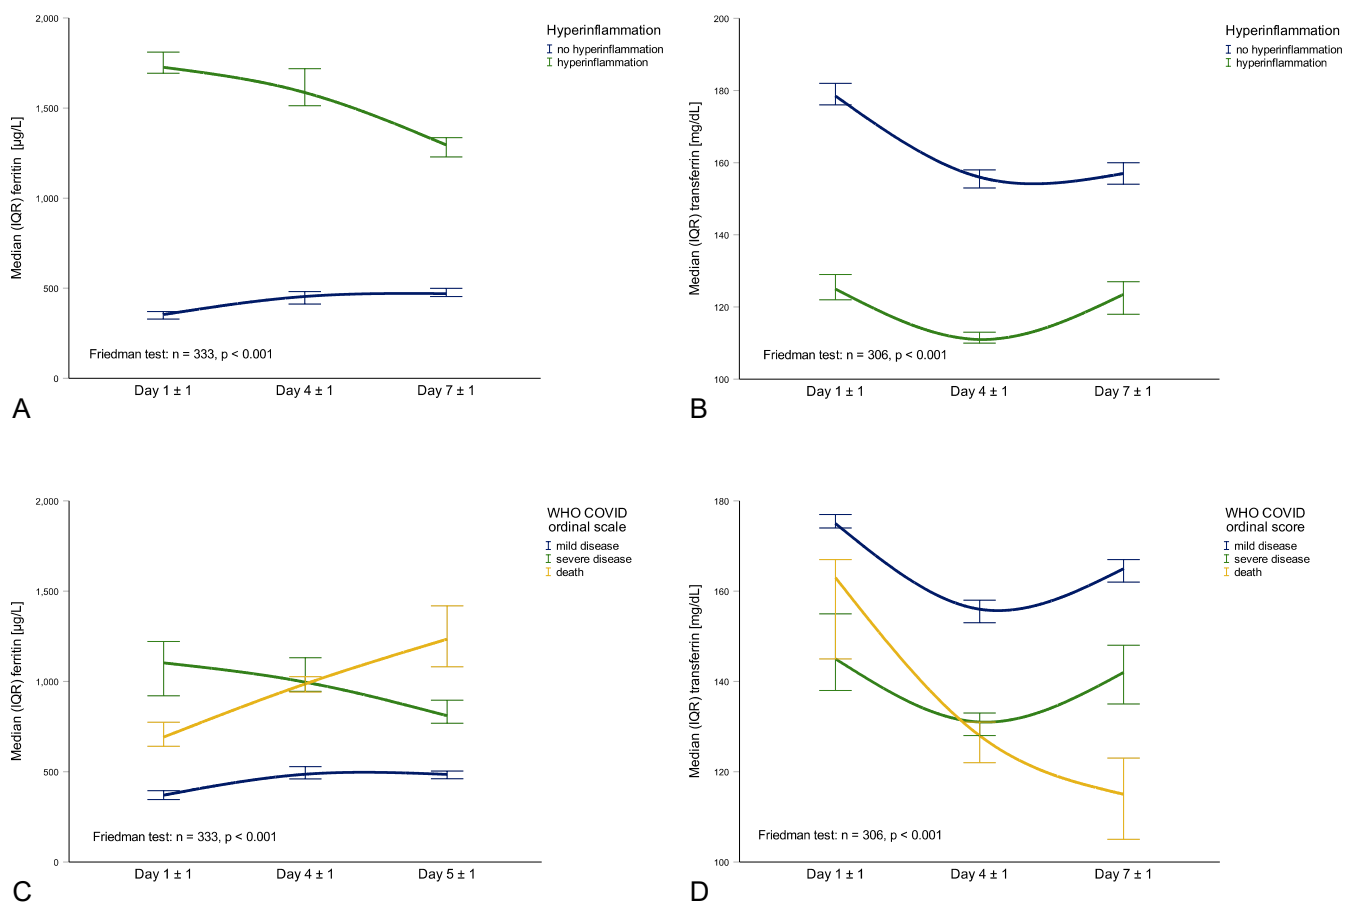 2,000
1,500
1,000
500
0
Median (IQR) ferritin [µg/L]
Hyperinflammation
no hyperinflammation
hyperinflammation
Friedman test: n = 333, p < 0.001
Day 1 ± 1
Day 4 ± 1
Day 7 ± 1
A
200
180
160
140
120
100
Median (IQR) transferrin [mg/dL]
Hyperinflammation
no hyperinflammation
hyperinflammation
Friedman test: n = 306, p < 0.001
Day 1 ± 1
Day 4 ± 1
Day 7 ± 1
B
2,000
1,500
1,000
500
0
Median (IQR) ferritin [µg/L]
WHO COVID
ordinal scale
mild disease
severe disease
death
Friedman test: n = 333, p < 0.001
Day 1 ± 1
Day 4 ± 1
Day 5 ± 1
C
180
160
140
120
100
Median (IQR) transferrin [mg/dL]
WHO COVID
ordinal score
mild disease
severe disease
death
Friedman test: n = 306, p < 0.001
Day 1 ± 1
Day 4 ± 1
Day 7 ± 1
D